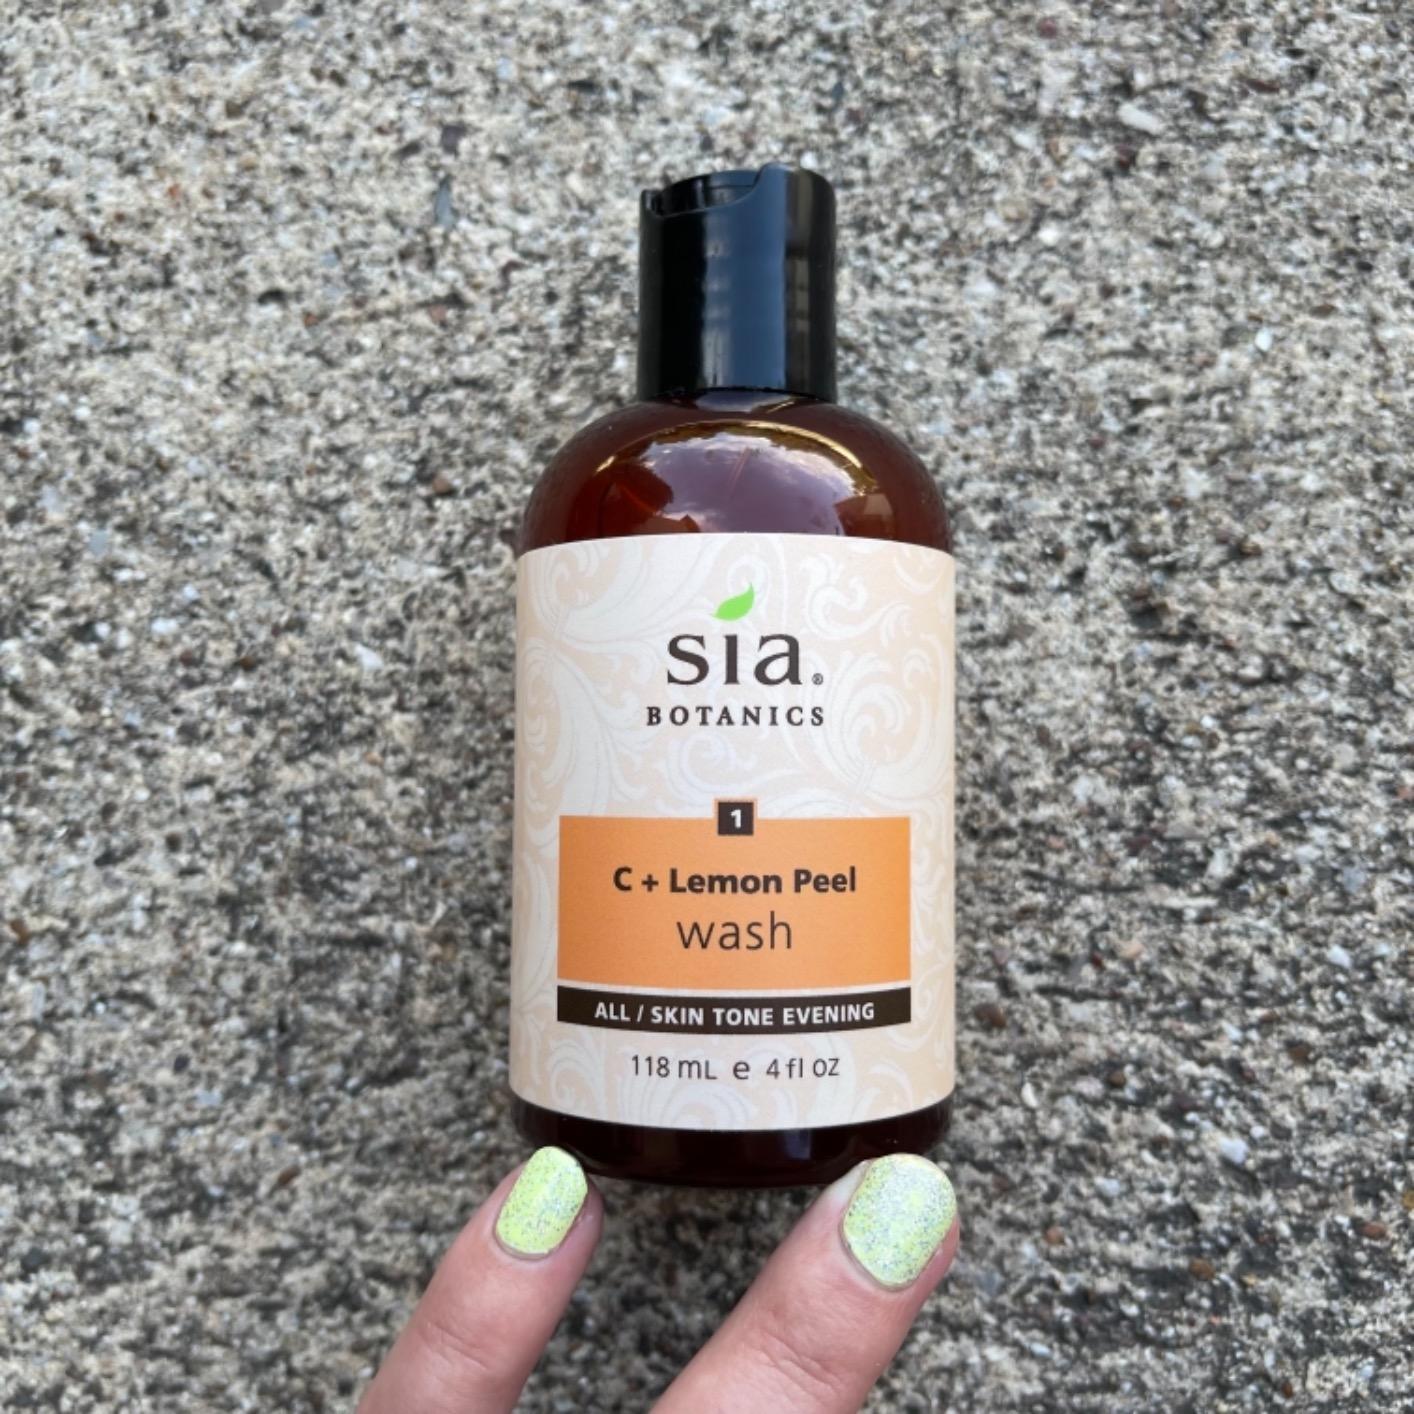 sia®
BOTANICS
1
C + Lemon Peel
wash
ALL / SKIN TONE EVENING
118 mL e 4 fl oz